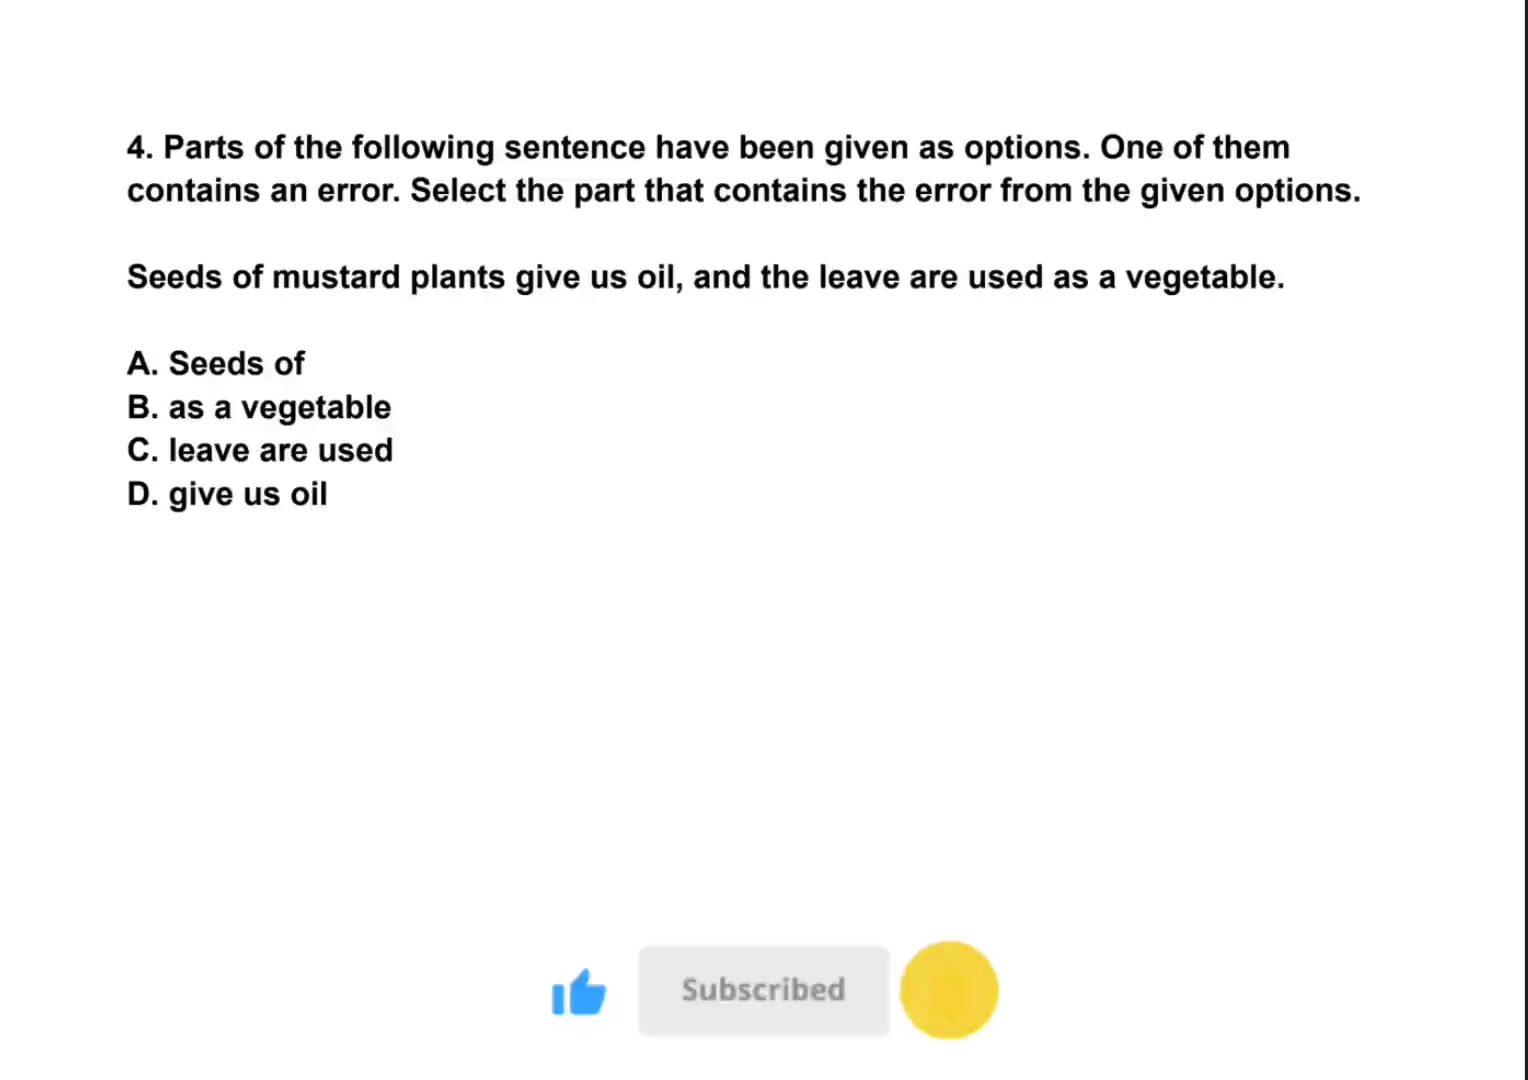 4. Parts of the following sentence have been given as options. One of them
contains an error. Select the part that contains the error from the given options.
Seeds of mustard plants give us oil, and the leave are used as a vegetable.
A. Seeds of
B. as a vegetable
C. leave are used
D. give us oil
Subscribed